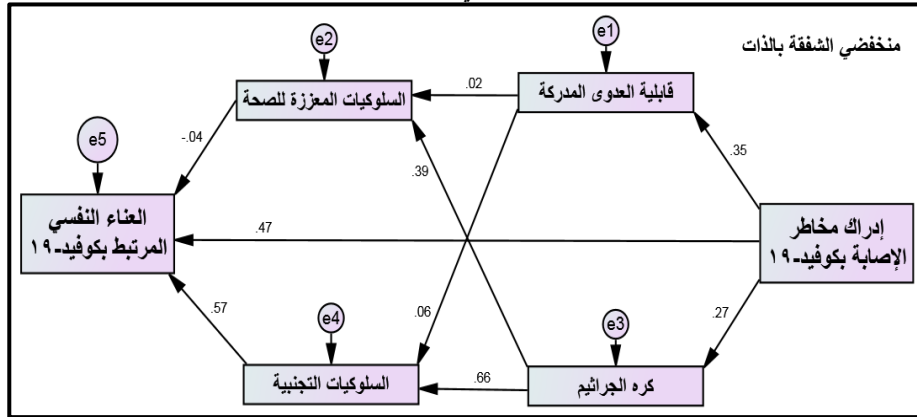 منخفضي الشفقة بالذات
e1
e2
قابلية العدوى المدركة
.02
السلوكيات المعززة للصحة
e5
-.04
.35
.39
العناء النفسي
المرتبط بكوفيد-١٩
.47
إدراك مخاطر
الإصابة بكوفيد-١٩
.57
e4
.06
e3
.27
السلوكيات التجنبية
.66
كره الجراثيم